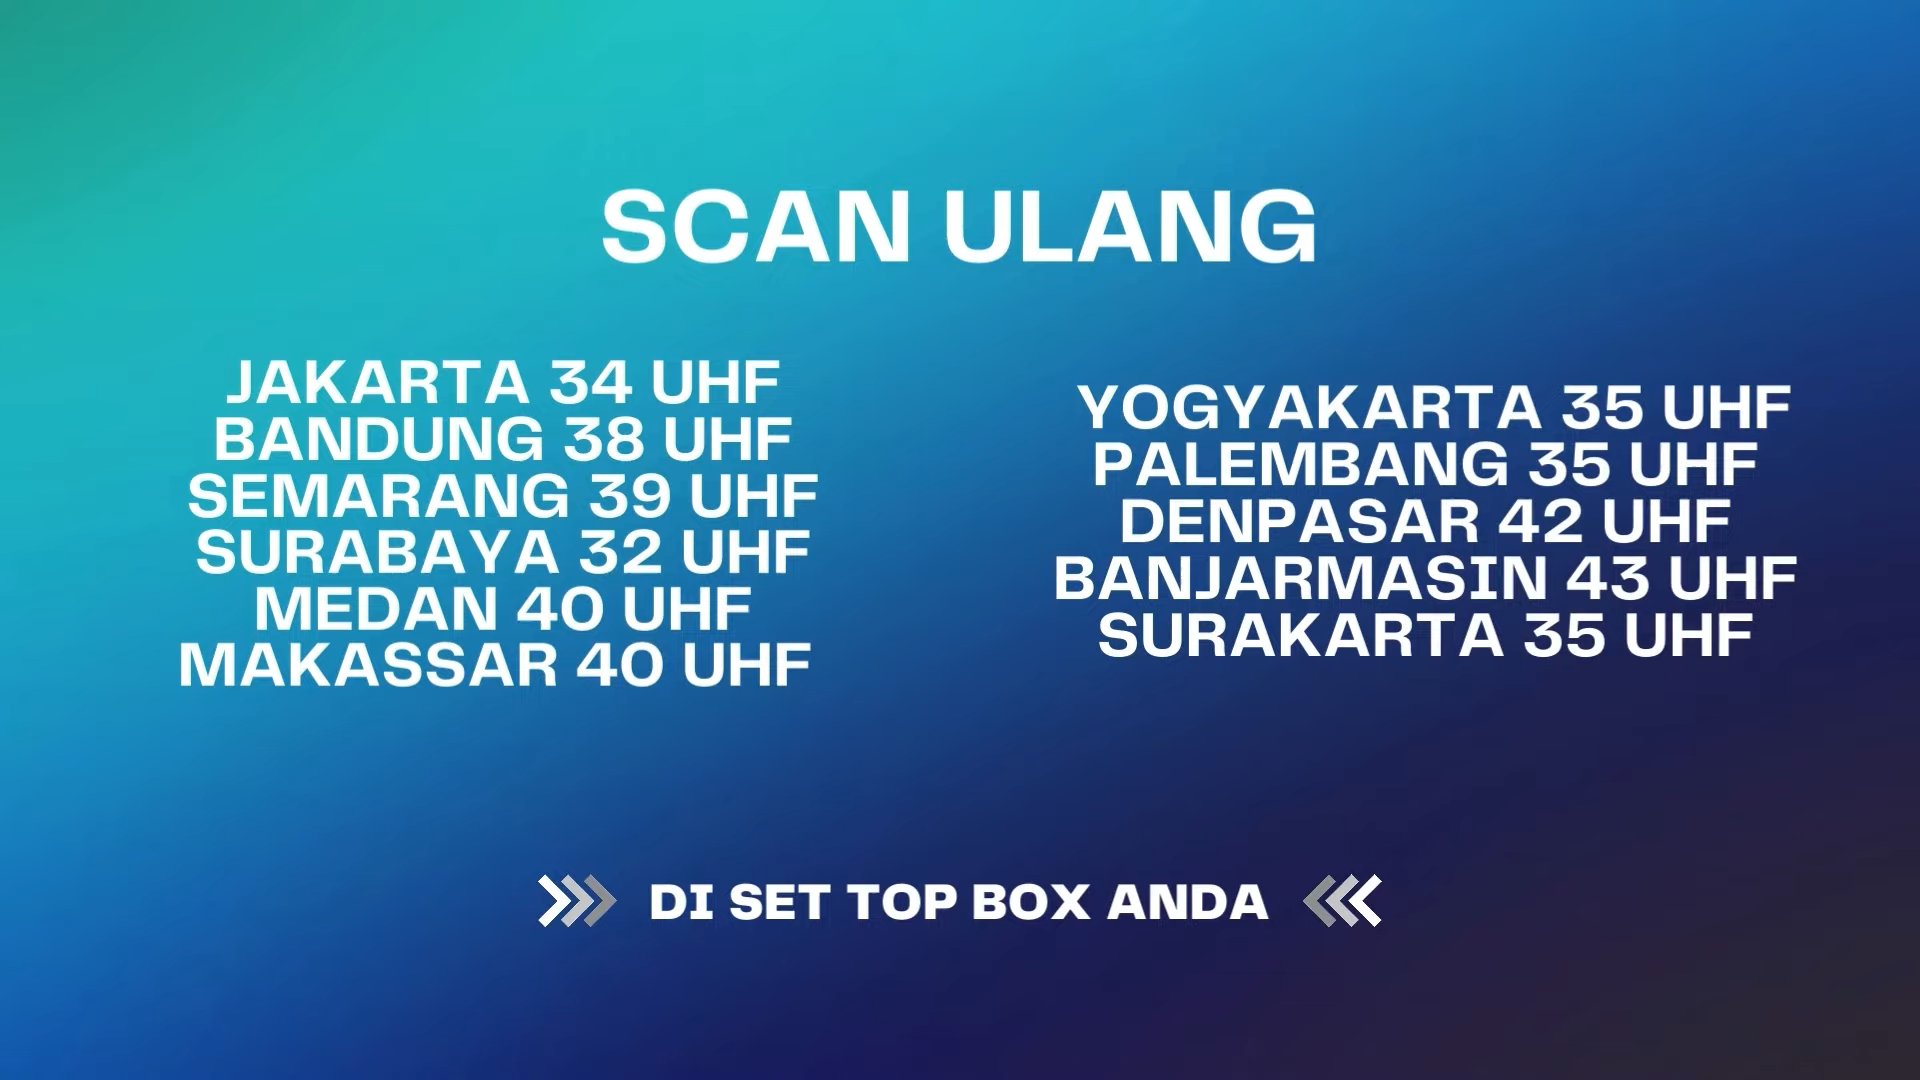 SCAN ULANG
JAKARTA 34 UHF
BANDUNG 38 UHF
SEMARANG 39 UHF
SURABAYA 32 UHF
MEDAN 40 UHF
MAKASSAR 40 UHF
YOGYAKARTA 35 UHF
PALEMBANG 35 UHF
DENPASAR 42 UHF
BANJARMASIN 43 UHF
SURAKARTA 35 UHF
DI SET TOP BOX ANDA